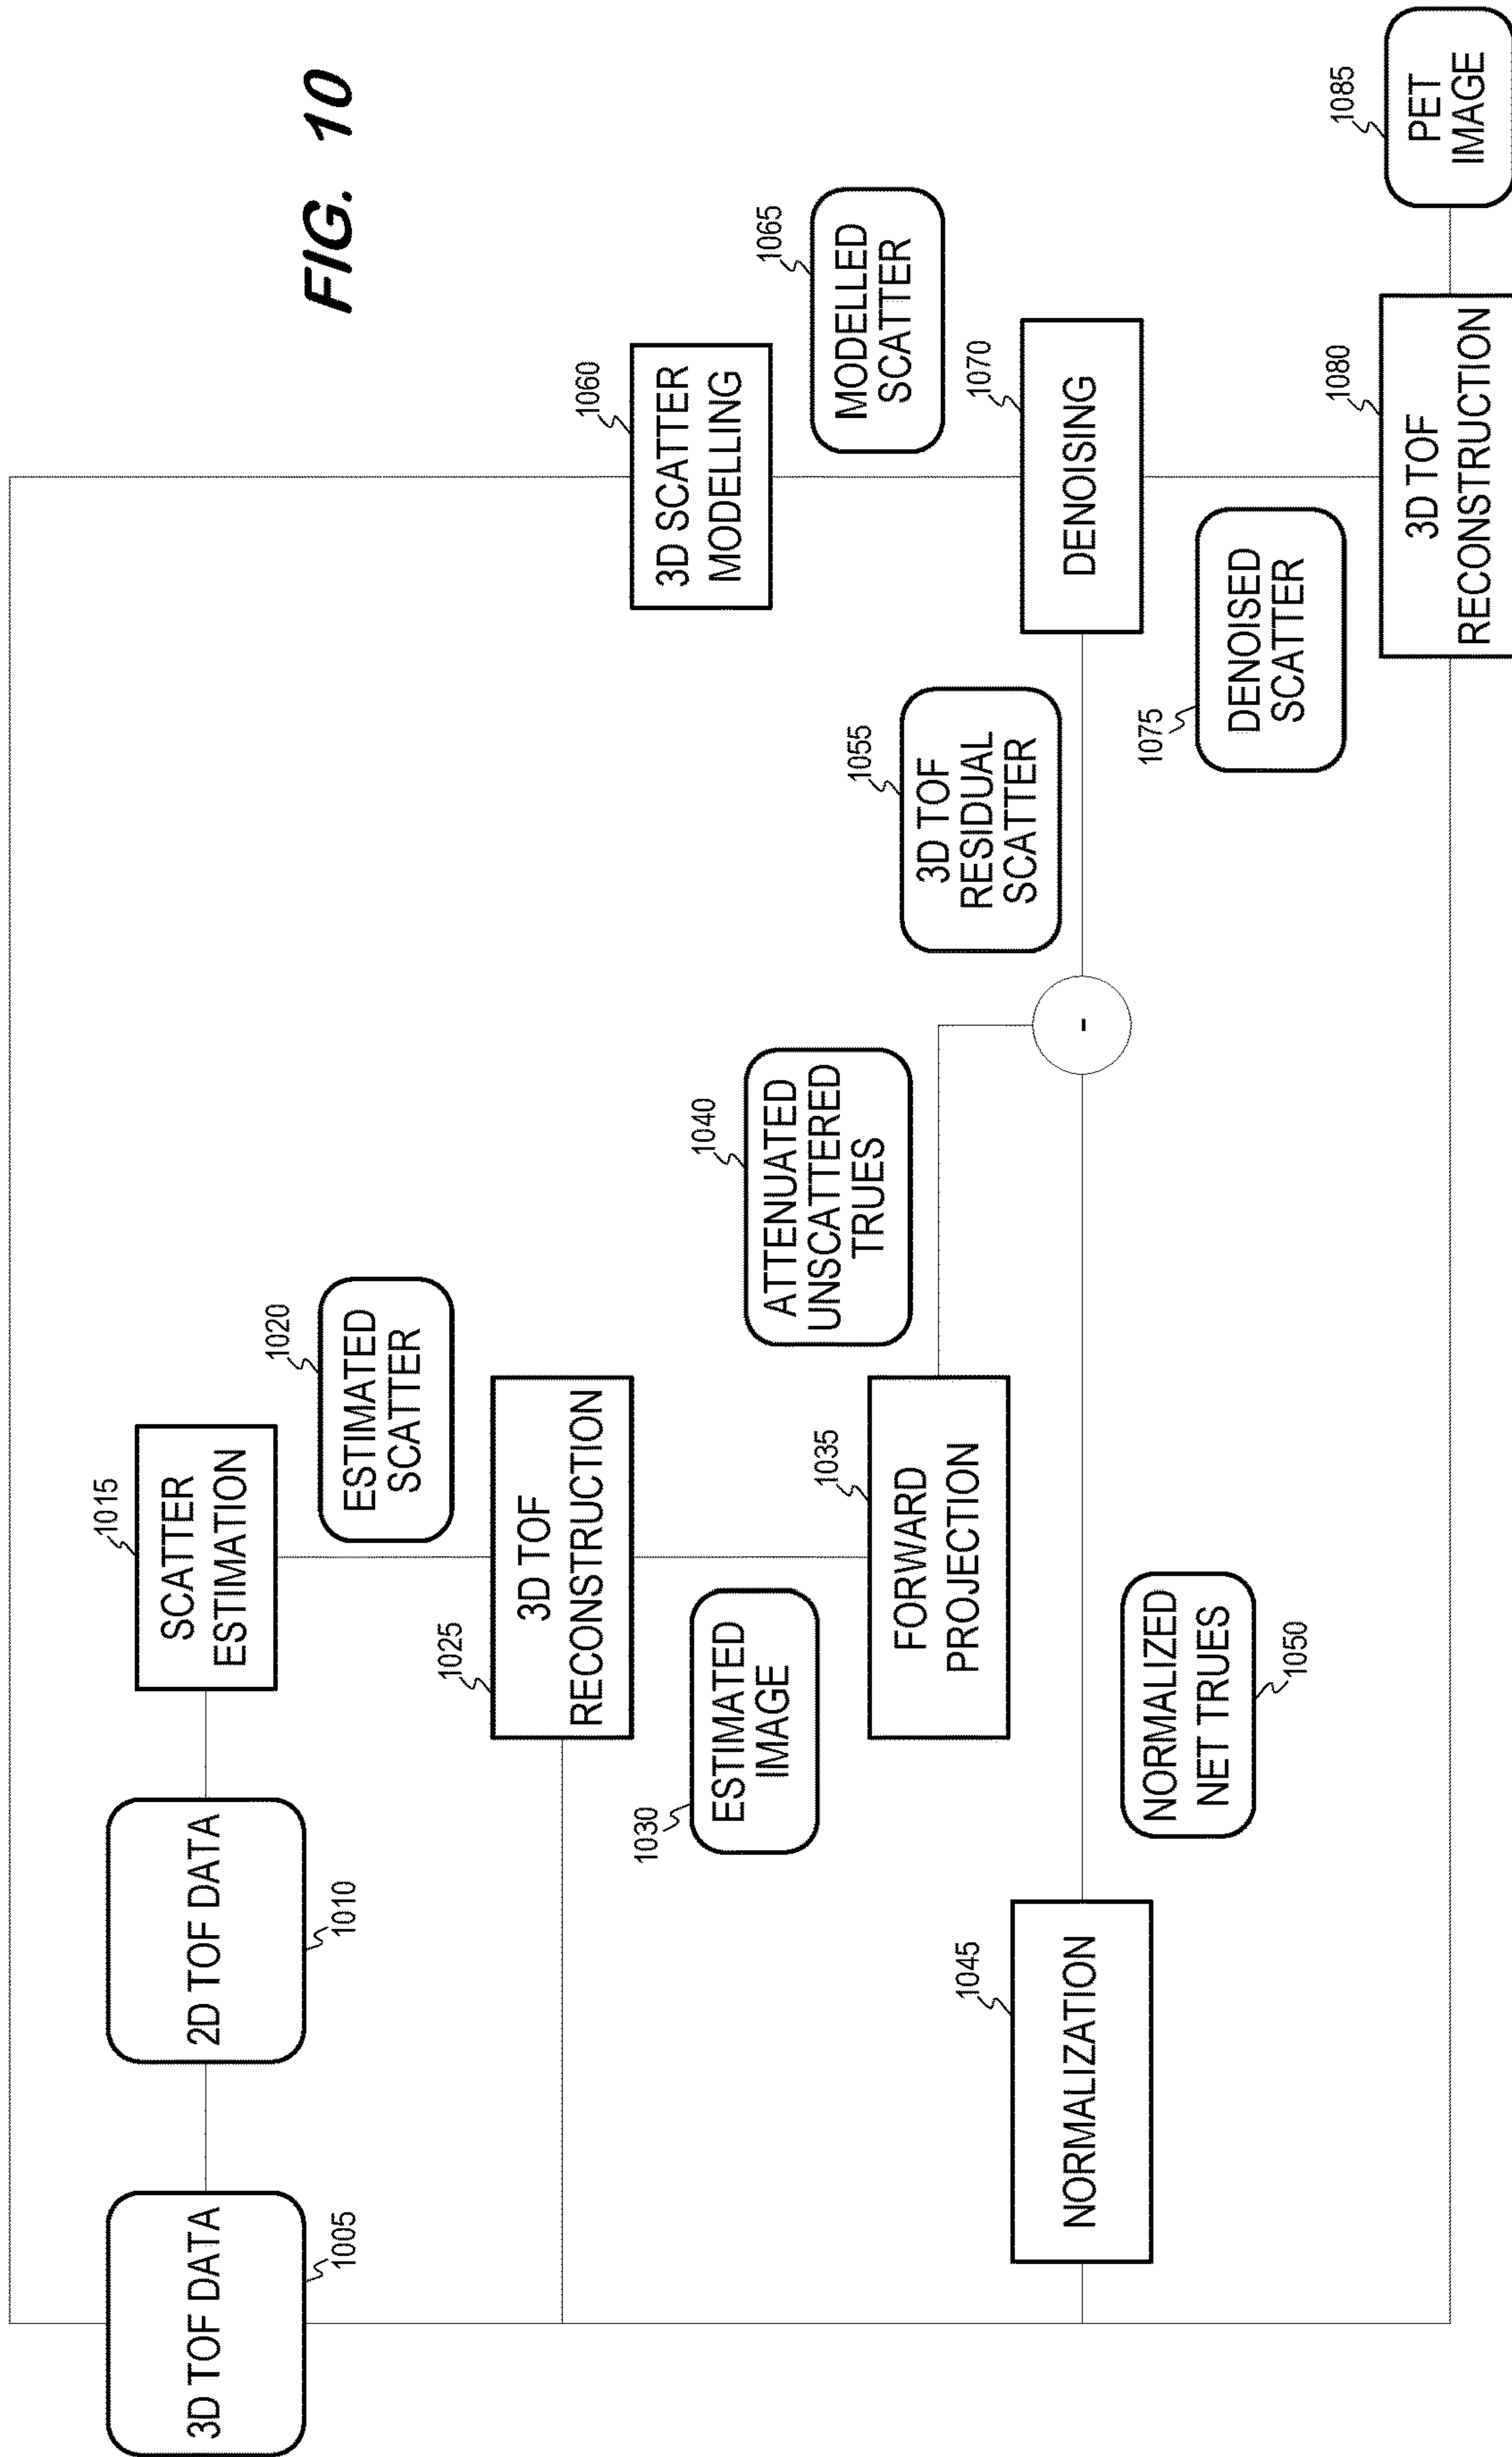 FIG. 10
3D TOF DATA
1005
2D TOF DATA
1010
1015
SCATTER
ESTIMATION
1020
ESTIMATED
SCATTER
1025
3D TOF
RECONSTRUCTION
1030
ESTIMATED
IMAGE
1035
FORWARD
PROJECTION
1040
ATTENUATED
UNSCATTERED
TRUES
1045
NORMALIZATION
NORMALIZED
NET TRUES
1050
-
1055
3D TOF
RESIDUAL
SCATTER
1060
3D SCATTER
MODELLING
1065
MODELLED
SCATTER
1070
DENOISING
1075
DENOISED
SCATTER
1080
3D TOF
RECONSTRUCTION
1085
PET
IMAGE